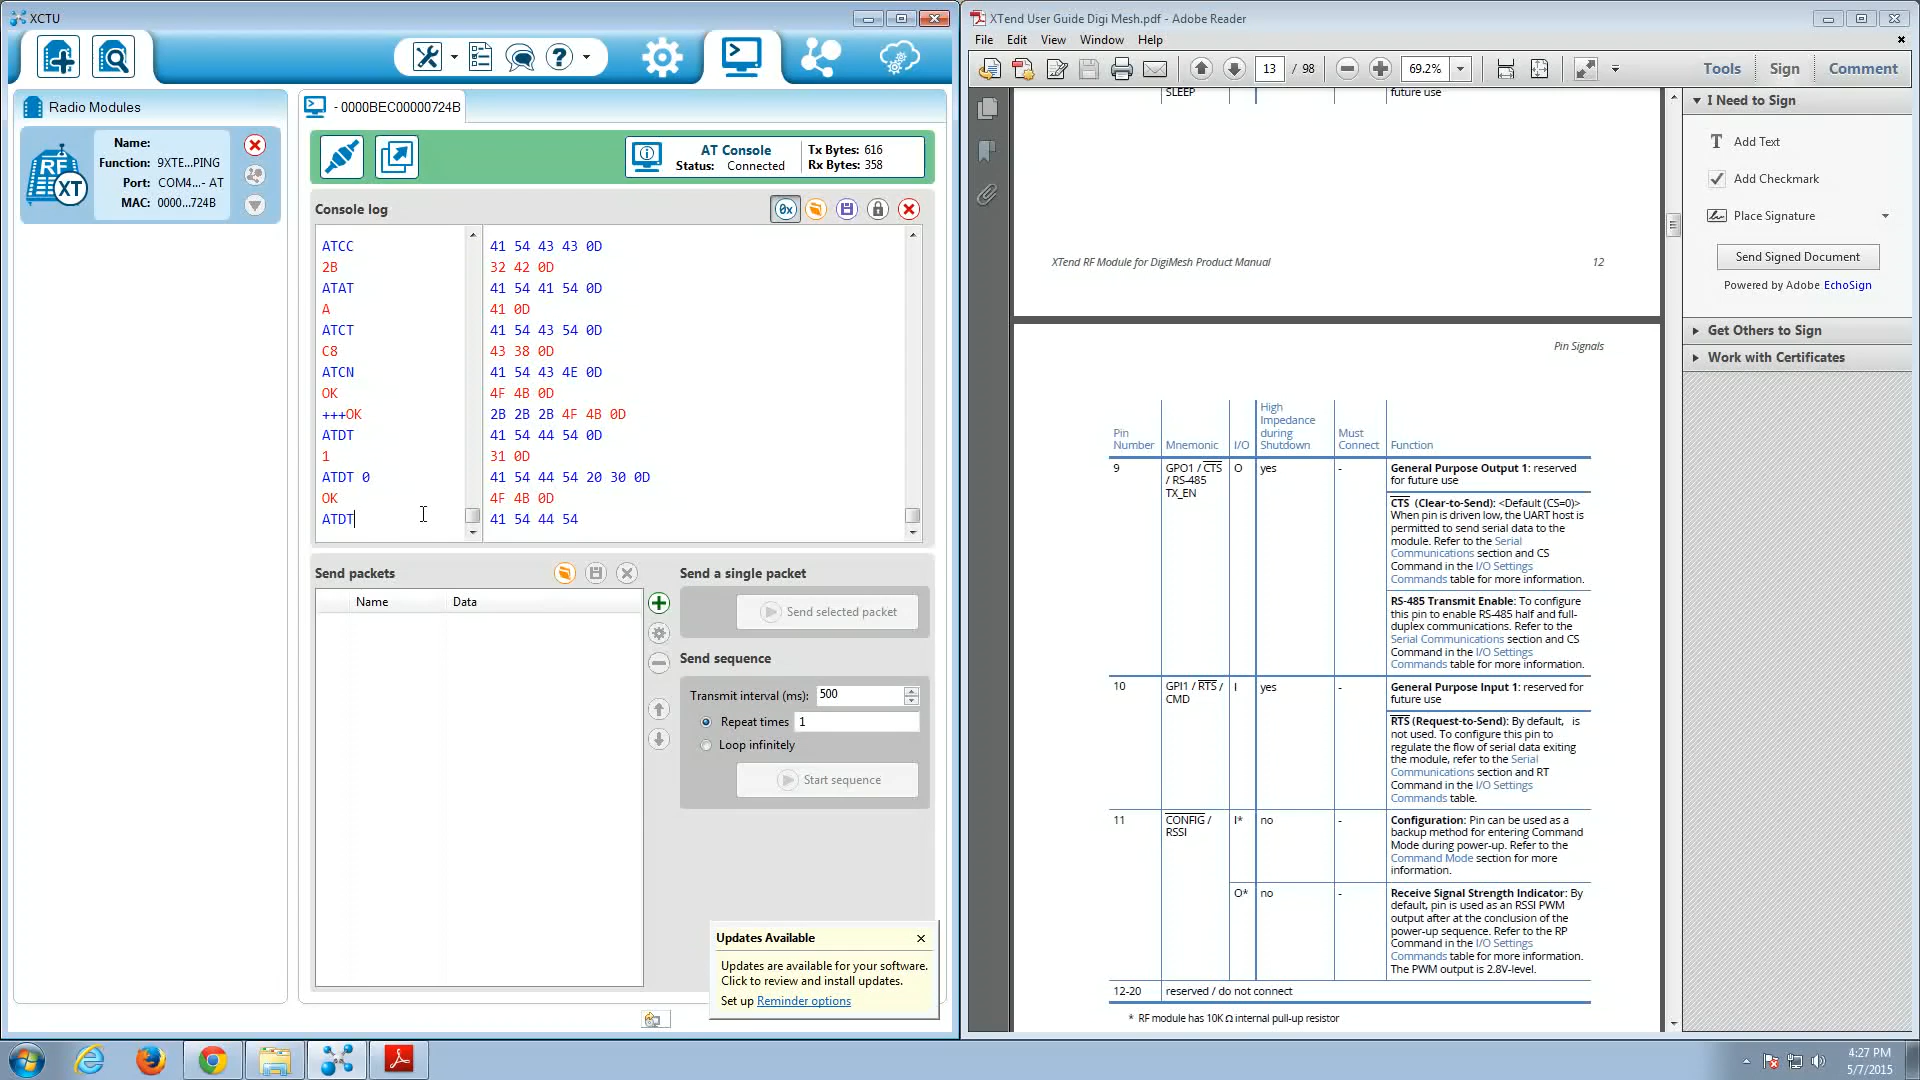 XCTU
Radio Modules
Name:
Function: 9XTE...PING
Port: COM4...- AT
MAC: 0000...724B
RF
XT
- 0000BEC00000724B
AT Console
Status: Connected
Tx Bytes: 616
Rx Bytes: 358
Console log
0x
ATCC 41 54 43 43 0D
2B 32 42 0D
ATAT 41 54 41 54 0D
A 41 0D
ATCT 41 54 43 54 0D
C8 43 38 0D
ATCN 41 54 43 4E 0D
OK 4F 4B 0D
+++OK 2B 2B 2B 4F 4B 0D
ATDT 41 54 44 54 0D
1 31 0D
ATDT 0 41 54 44 54 20 30 0D
OK 4F 4B 0D
ATDT 41 54 44 54
Send packets
Name Data
Send a single packet
Send selected packet
Send sequence
Transmit interval (ms): 500
Repeat times 1
Loop infinitely
Start sequence
Updates Available
Updates are available for your software.
Click to review and install updates.
Set up Reminder options
XTend User Guide Digi Mesh.pdf - Adobe Reader
File Edit View Window Help
13 / 98 69.2%
Tools Sign Comment
SLEEP
future use
XTend RF Module for DigiMesh Product Manual 12
Pin Signals
Pin Number
Mnemonic
I/O
High Impedance during Shutdown
Must Connect
Function
9
GPO1 / CTS
/ RS-485
TX_EN
O
yes
-
General Purpose Output 1: reserved
for future use
CTS (Clear-to-Send): <Default (CS=0)>
When pin is driven low, the UART host is
permitted to send serial data to the
module. Refer to the Serial
Communications section and CS
Command in the I/O Settings
Commands table for more information.
RS-485 Transmit Enable: To configure
this pin to enable RS-485 half and full-
duplex communications. Refer to the
Serial Communications section and CS
Command in the I/O Settings
Commands table for more information.
10
GPI1 / RTS /
CMD
I
yes
-
General Purpose Input 1: reserved for
future use
RTS (Request-to-Send): By default, is
not used. To configure this pin to
regulate the flow of serial data exiting
the module, refer to the Serial
Communications section and RT
Command in the I/O Settings
Commands table.
11
CONFIG /
RSSI
I*
no
-
Configuration: Pin can be used as a
backup method for entering Command
Mode during power-up. Refer to the
Command Mode section for more
information.
O*
no
-
Receive Signal Strength Indicator: By
default, pin is used as an RSSI PWM
output after at the conclusion of the
power-up sequence. Refer to the RP
Command in the I/O Settings
Commands table for more information.
The PWM output is 2.8V-level.
12-20 reserved / do not connect
* RF module has 10K Ω internal pull-up resistor
I Need to Sign
Add Text
Add Checkmark
Place Signature
Send Signed Document
Powered by Adobe EchoSign
Get Others to Sign
Work with Certificates
4:27 PM
5/7/2015